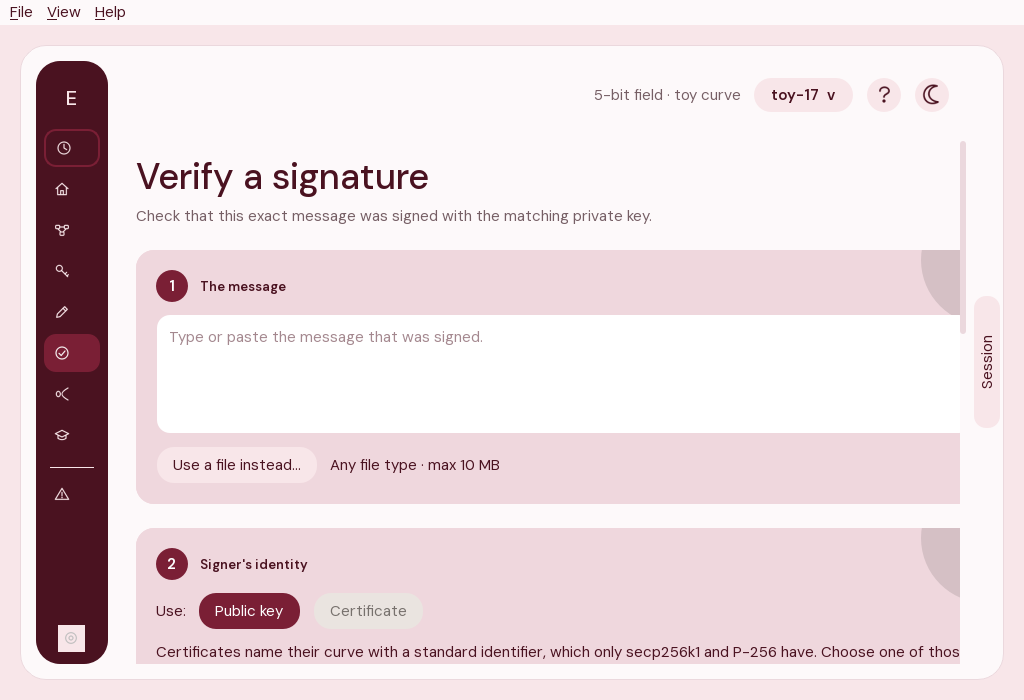 File View Help
E
5-bit field · toy curve toy-17 v ?
Verify a signature
Check that this exact message was signed with the matching private key.
1 The message
Type or paste the message that was signed.
Use a file instead... Any file type · max 10 MB
Session
2 Signer's identity
Use: Public key Certificate
Certificates name their curve with a standard identifier, which only secp256k1 and P-256 have. Choose one of thos